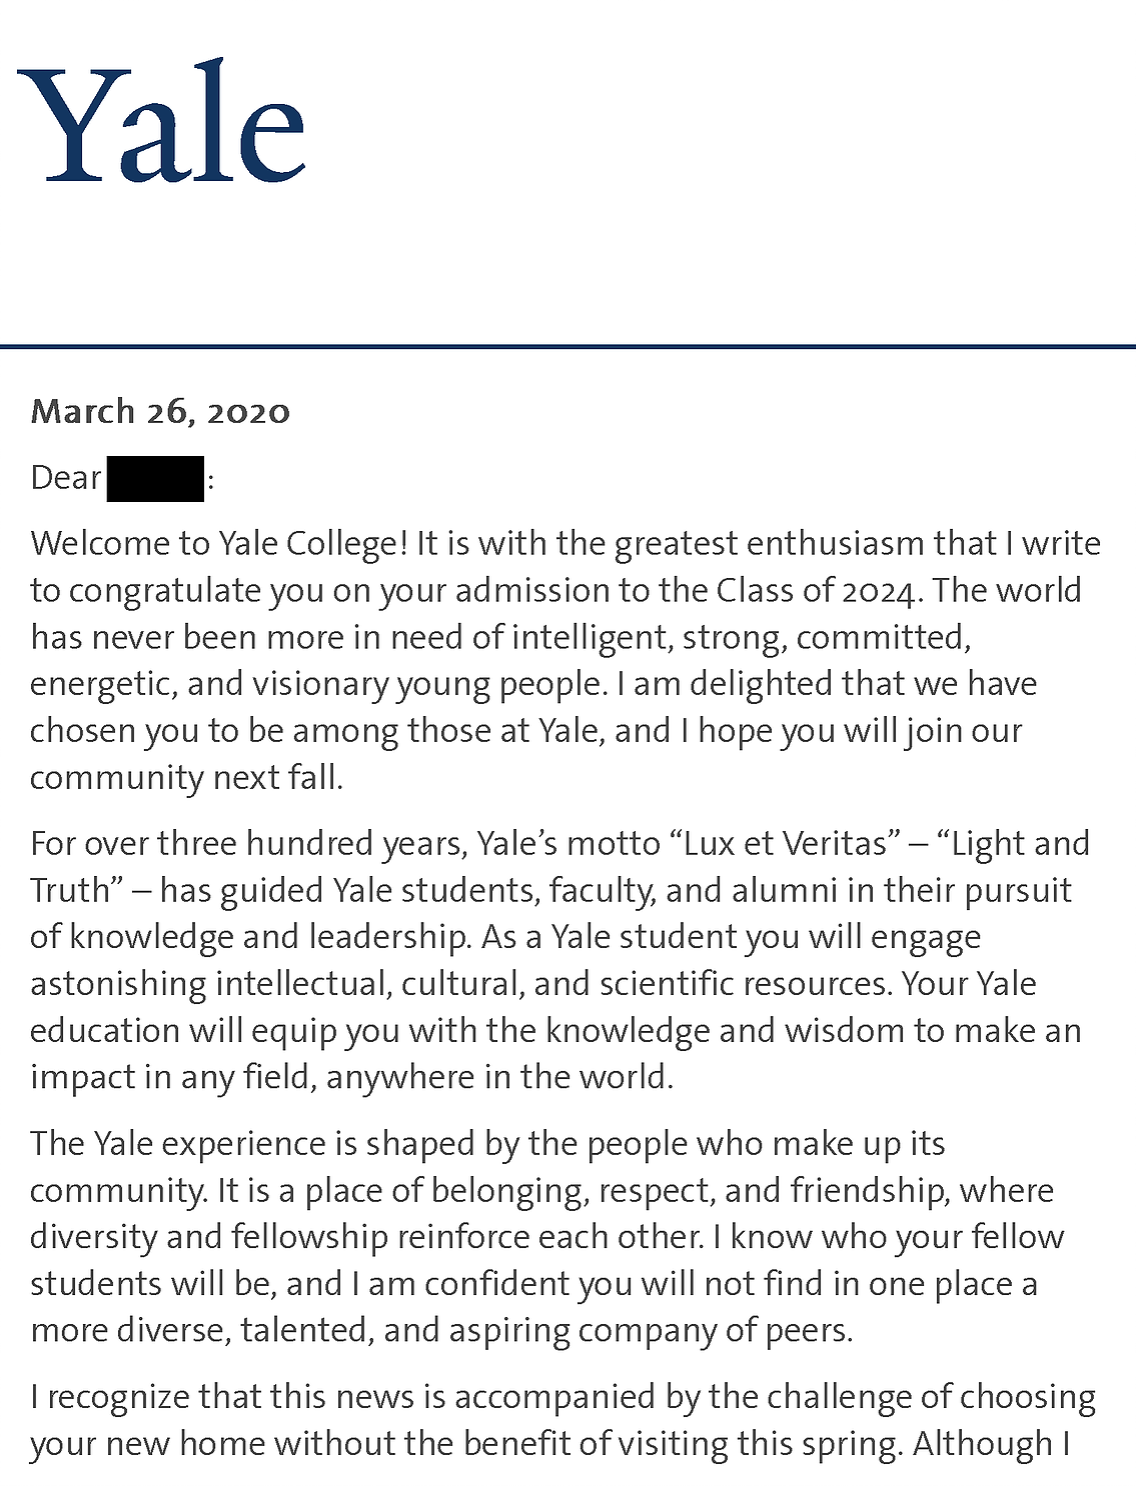 Yale
March 26, 2020
Dear :
Welcome to Yale College! It is with the greatest enthusiasm that I write
to congratulate you on your admission to the Class of 2024. The world
has never been more in need of intelligent, strong, committed,
energetic, and visionary young people. I am delighted that we have
chosen you to be among those at Yale, and I hope you will join our
community next fall.
For over three hundred years, Yale’s motto “Lux et Veritas” – “Light and
Truth” – has guided Yale students, faculty, and alumni in their pursuit
of knowledge and leadership. As a Yale student you will engage
astonishing intellectual, cultural, and scientific resources. Your Yale
education will equip you with the knowledge and wisdom to make an
impact in any field, anywhere in the world.
The Yale experience is shaped by the people who make up its
community. It is a place of belonging, respect, and friendship, where
diversity and fellowship reinforce each other. I know who your fellow
students will be, and I am confident you will not find in one place a
more diverse, talented, and aspiring company of peers.
I recognize that this news is accompanied by the challenge of choosing
your new home without the benefit of visiting this spring. Although I